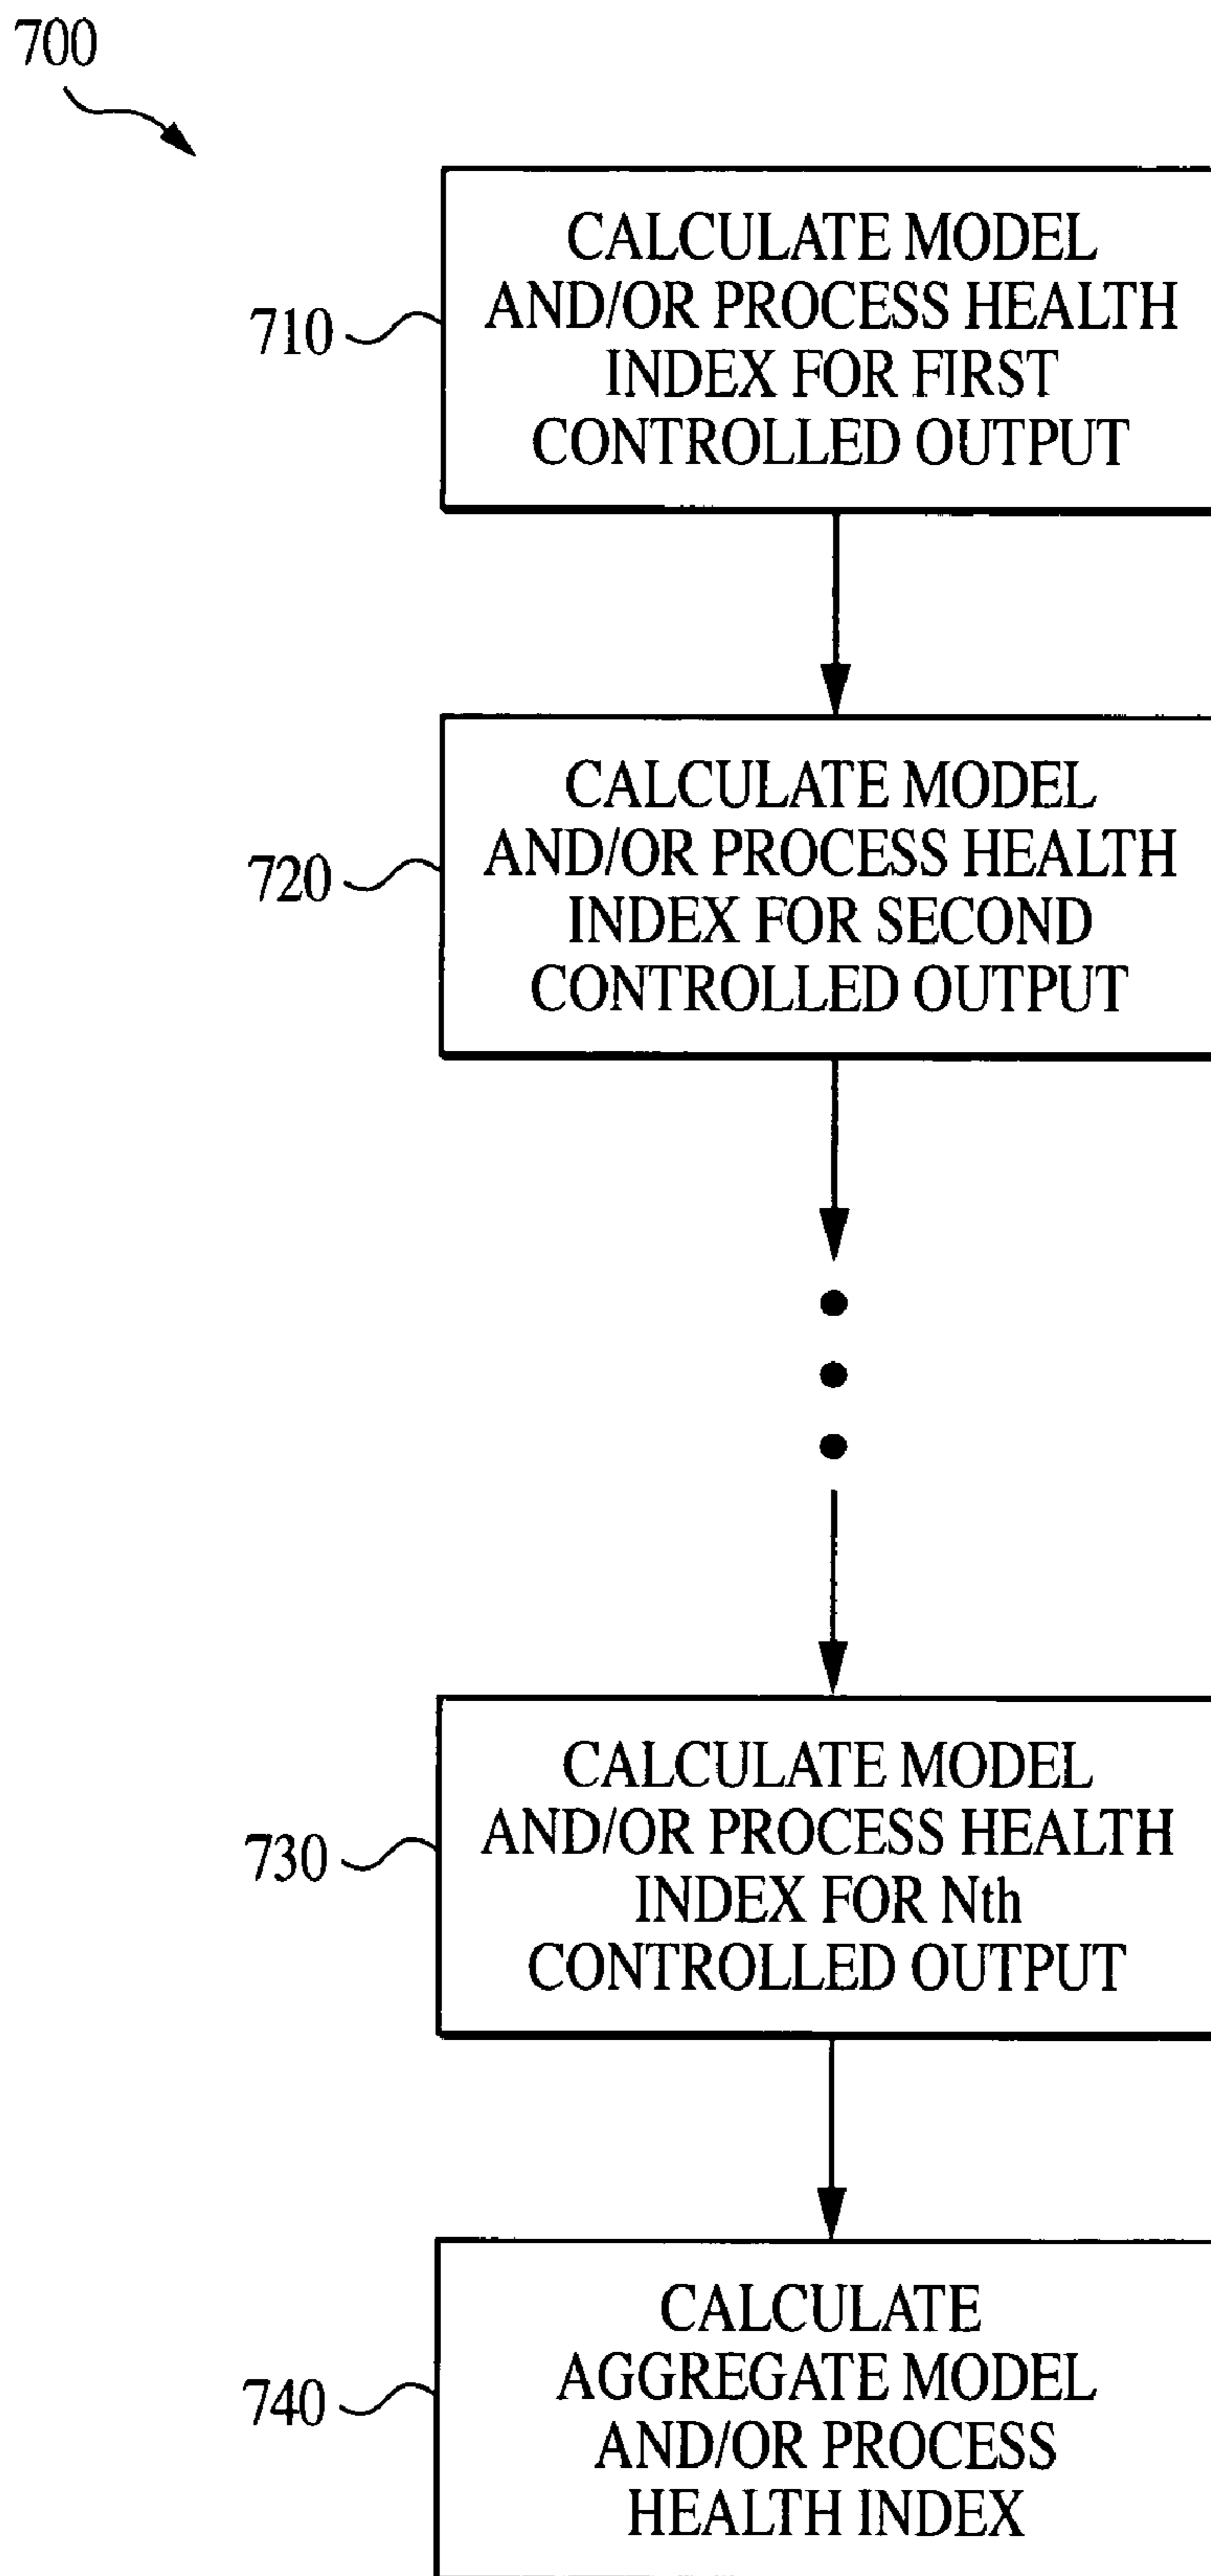 700
CALCULATE MODEL
AND/OR PROCESS HEALTH
INDEX FOR FIRST
CONTROLLED OUTPUT
710
CALCULATE MODEL
AND/OR PROCESS HEALTH
INDEX FOR SECOND
CONTROLLED OUTPUT
720
CALCULATE MODEL
AND/OR PROCESS HEALTH
INDEX FOR Nth
CONTROLLED OUTPUT
730
CALCULATE
AGGREGATE MODEL
AND/OR PROCESS
HEALTH INDEX
740